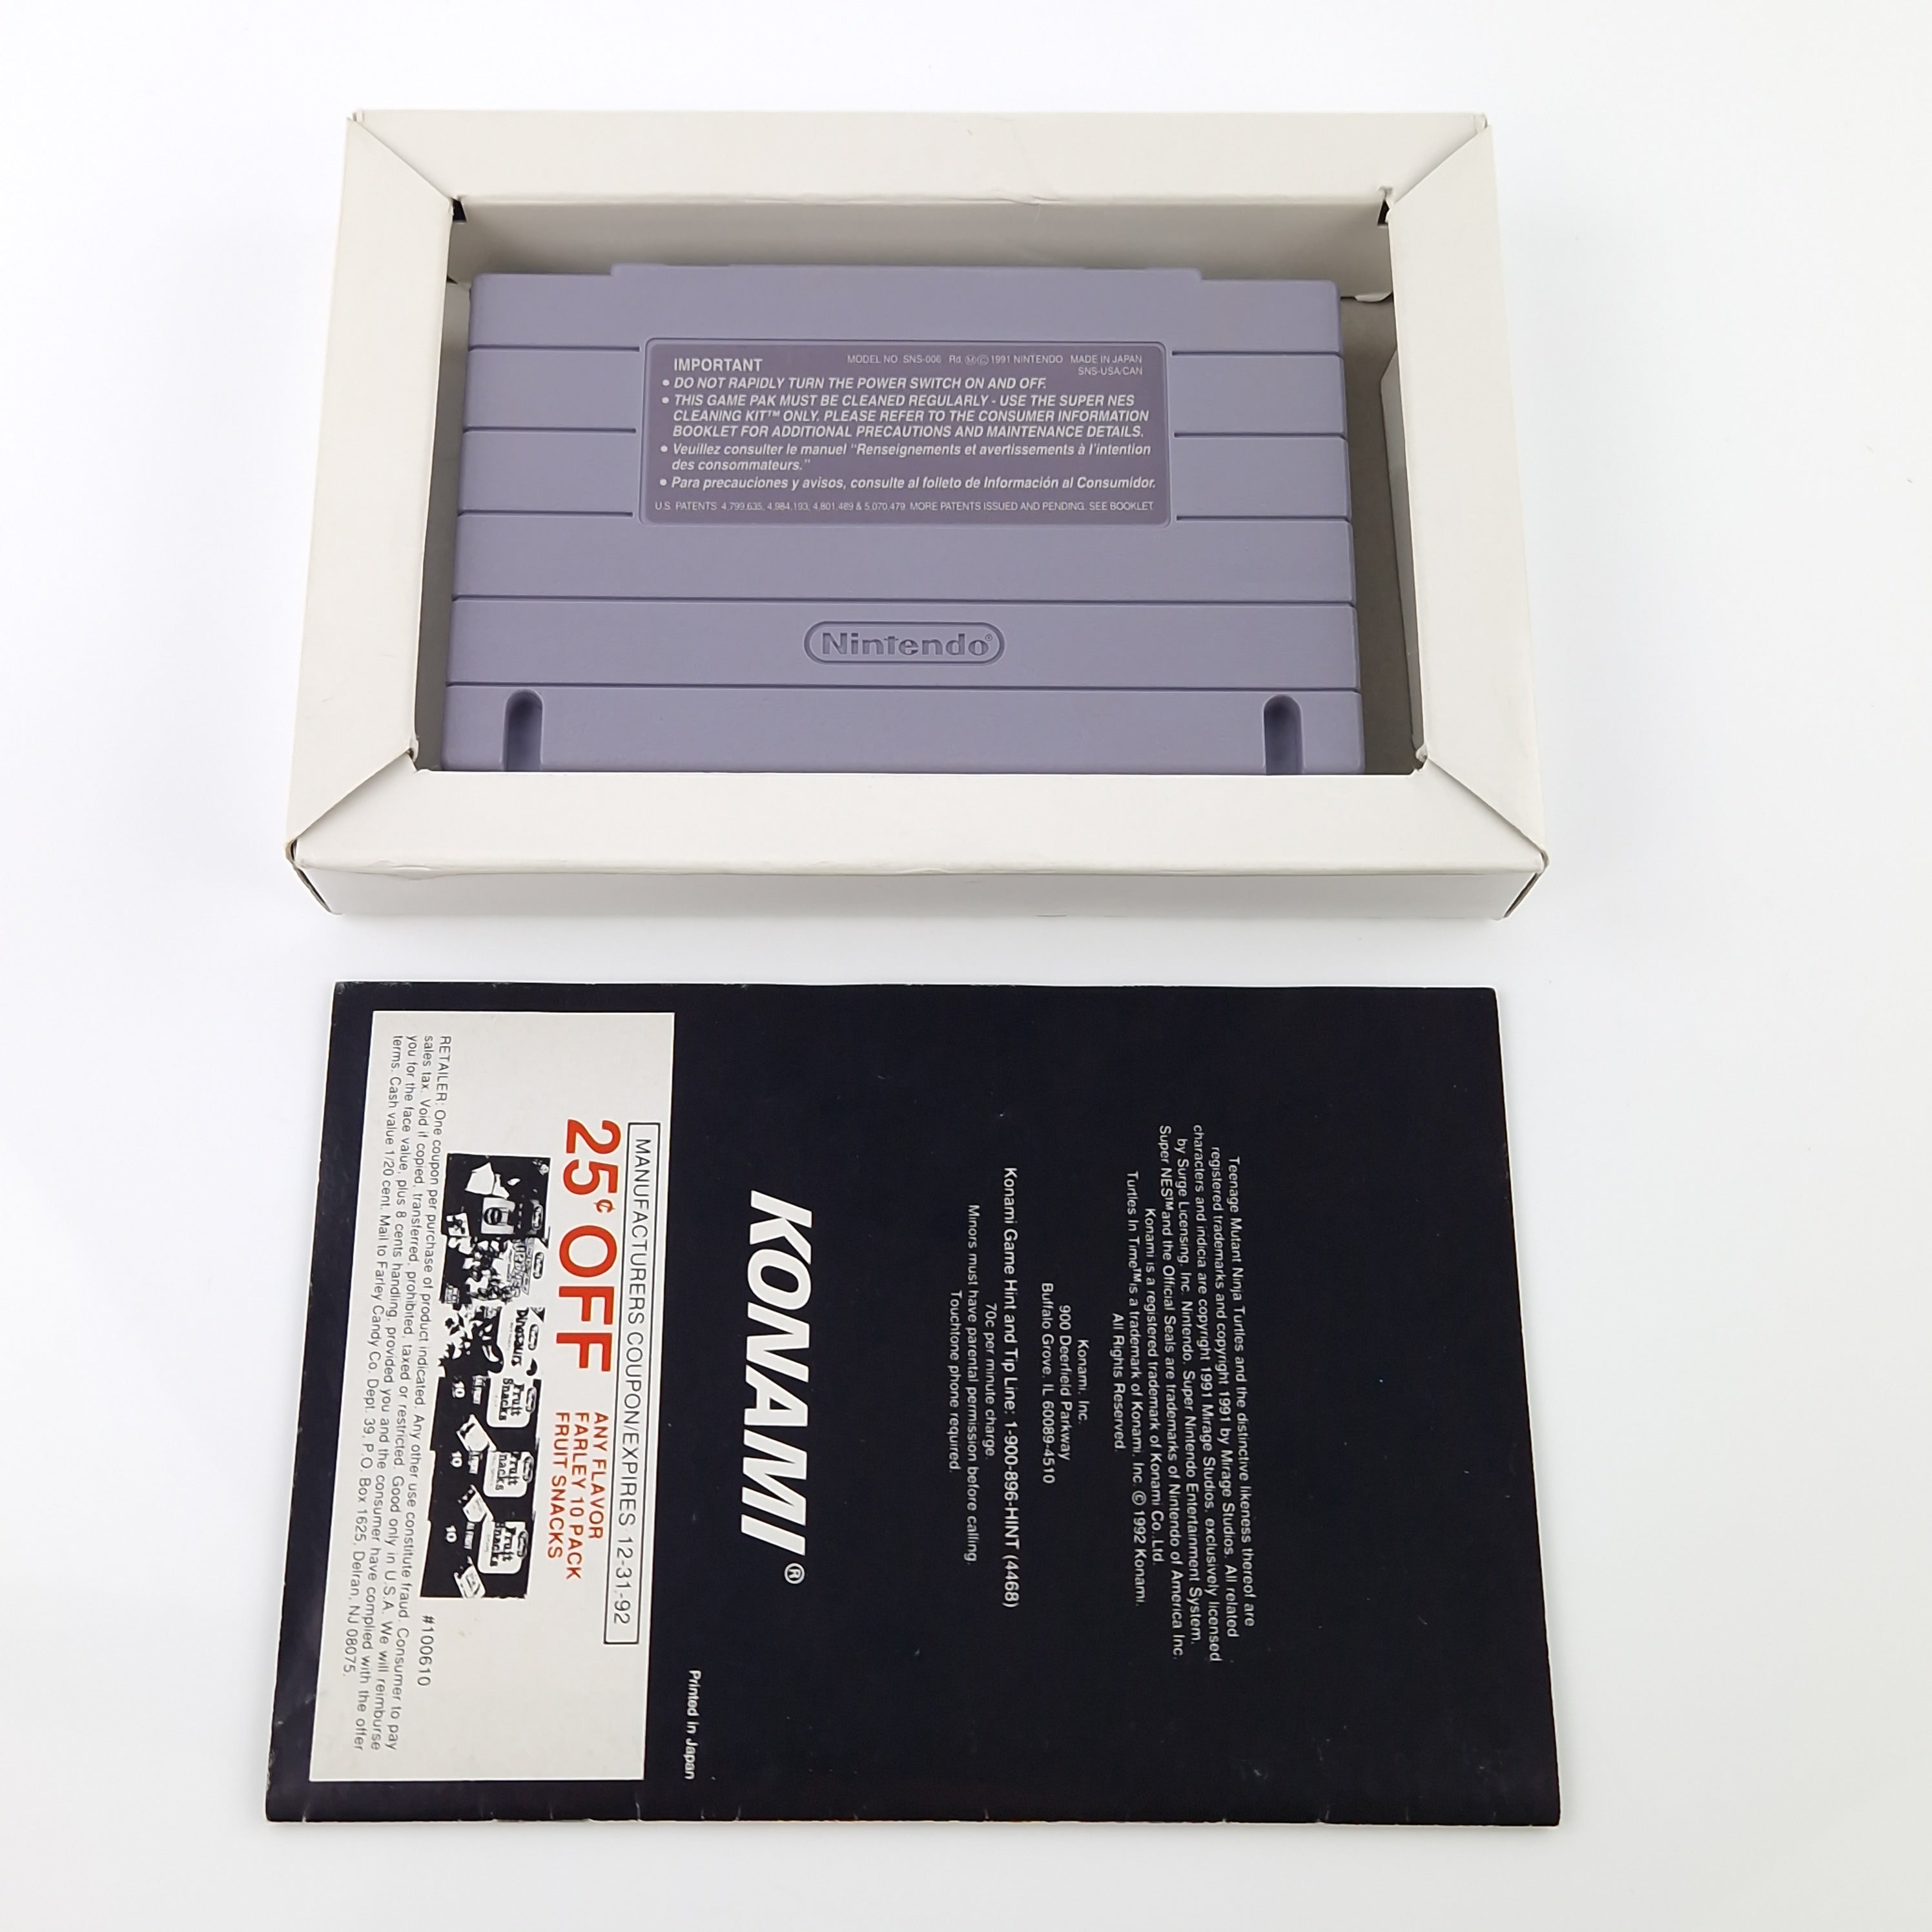 IMPORTANT
MODEL NO. SNS-006 Rd. Ⓜ©1991 NINTENDO MADE IN JAPAN
SNS-USA/CAN
• DO NOT RAPIDLY TURN THE POWER SWITCH ON AND OFF.
• THIS GAME PAK MUST BE CLEANED REGULARLY - USE THE SUPER NES
CLEANING KIT™ ONLY. PLEASE REFER TO THE CONSUMER INFORMATION
BOOKLET FOR ADDITIONAL PRECAUTIONS AND MAINTENANCE DETAILS.
• Veuillez consulter le manuel "Renseignements et avertissements à l'intention
des consommateurs."
• Para precauciones y avisos, consulte al folleto de Información al Consumidor.
U.S. PATENTS 4,799,635, 4,984,193, 4,801,489 & 5,070,479. MORE PATENTS ISSUED AND PENDING. SEE BOOKLET
Nintendo®
Teenage Mutant Ninja Turtles and the distinctive likeness thereof are
registered trademarks and copyright 1991 by Mirage Studios. All related
characters and indicia are copyright 1991 Mirage Studios, exclusively licensed
by Surge Licensing, Inc. Nintendo, Super Nintendo Entertainment System,
Super NES™ and the Official Seals are trademarks of Nintendo of America Inc.
Konami is a registered trademark of Konami Co., Ltd.
Turtles In Time™ is a trademark of Konami, Inc. © 1992 Konami.
All Rights Reserved.
Konami, Inc.
900 Deerfield Parkway
Buffalo Grove, IL 60089-4510
Konami Game Hint and Tip Line: 1-900-896-HINT (4468)
70c per minute charge.
Minors must have parental permission before calling.
Touchtone phone required.
KONAMI®
Printed in Japan
MANUFACTURERS COUPON/EXPIRES 12-31-92
25¢ OFF
ANY FLAVOR
FARLEY 10 PACK
FRUIT SNACKS
Dinosaurs
Fruit
Snacks
10
Fruit
Snacks
10
Fruit
Snacks
10
#100610
RETAILER: One coupon per purchase of product indicated. Any other use constitute fraud. Consumer to pay
sales tax. Void if copied, transferred, prohibited, taxed or restricted. Good only in U.S.A. We will reimburse
you for the face value, plus 8 cents handling, provided you and the consumer have complied with the offer
terms. Cash value 1/20 cent. Mail to Farley Candy Co. Dept. 39, P.O. Box 1625, Delran, NJ 08075.